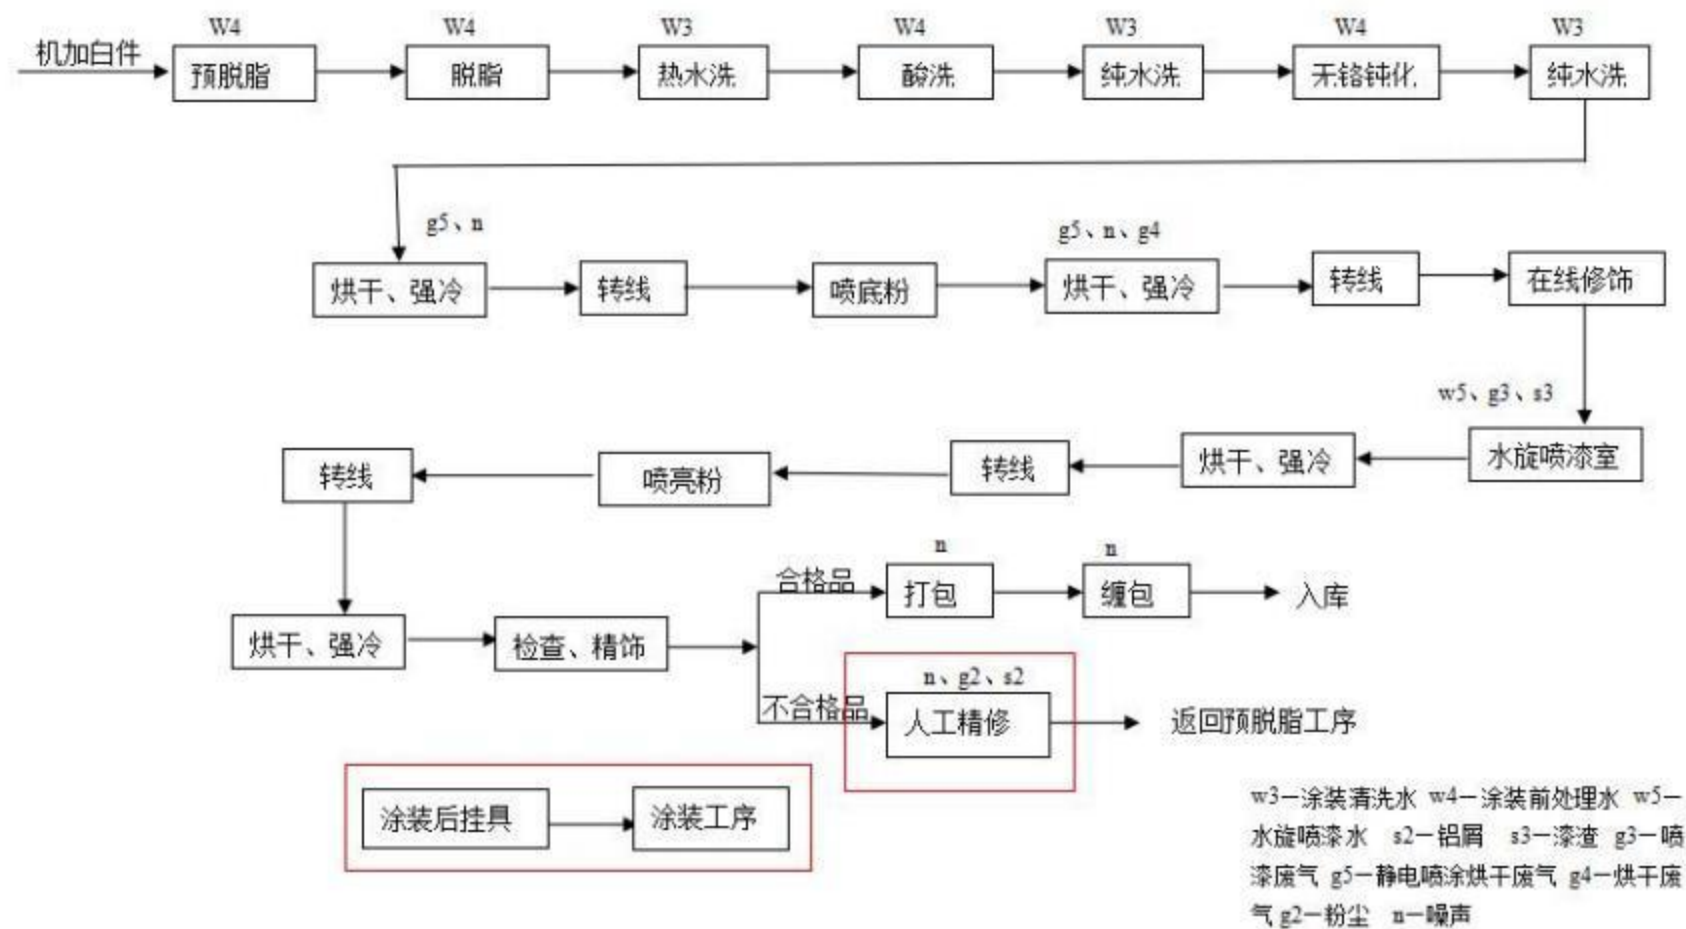 W4 W4 W3 W4 W3 W4 W3
机加白件 预脱脂 脱脂 热水洗 酸洗 纯水洗 无铬钝化 纯水洗
g5、n g5、n、g4
烘干、强冷 转线 喷底粉 烘干、强冷 转线 在线修饰
w5、g3、s3
转线 喷亮粉 转线 烘干、强冷 水旋喷漆室
n n
合格品 打包 缠包 入库
烘干、强冷 检查、精饰
n、g2、s2
不合格品 人工精修 返回预脱脂工序
涂装后挂具 涂装工序
w3—涂装清洗水 w4—涂装前处理水 w5—
水旋喷漆水 s2—铝屑 s3—漆渣 g3—喷
漆废气 g5—静电喷涂烘干废气 g4—烘干废
气 g2—粉尘 n—噪声